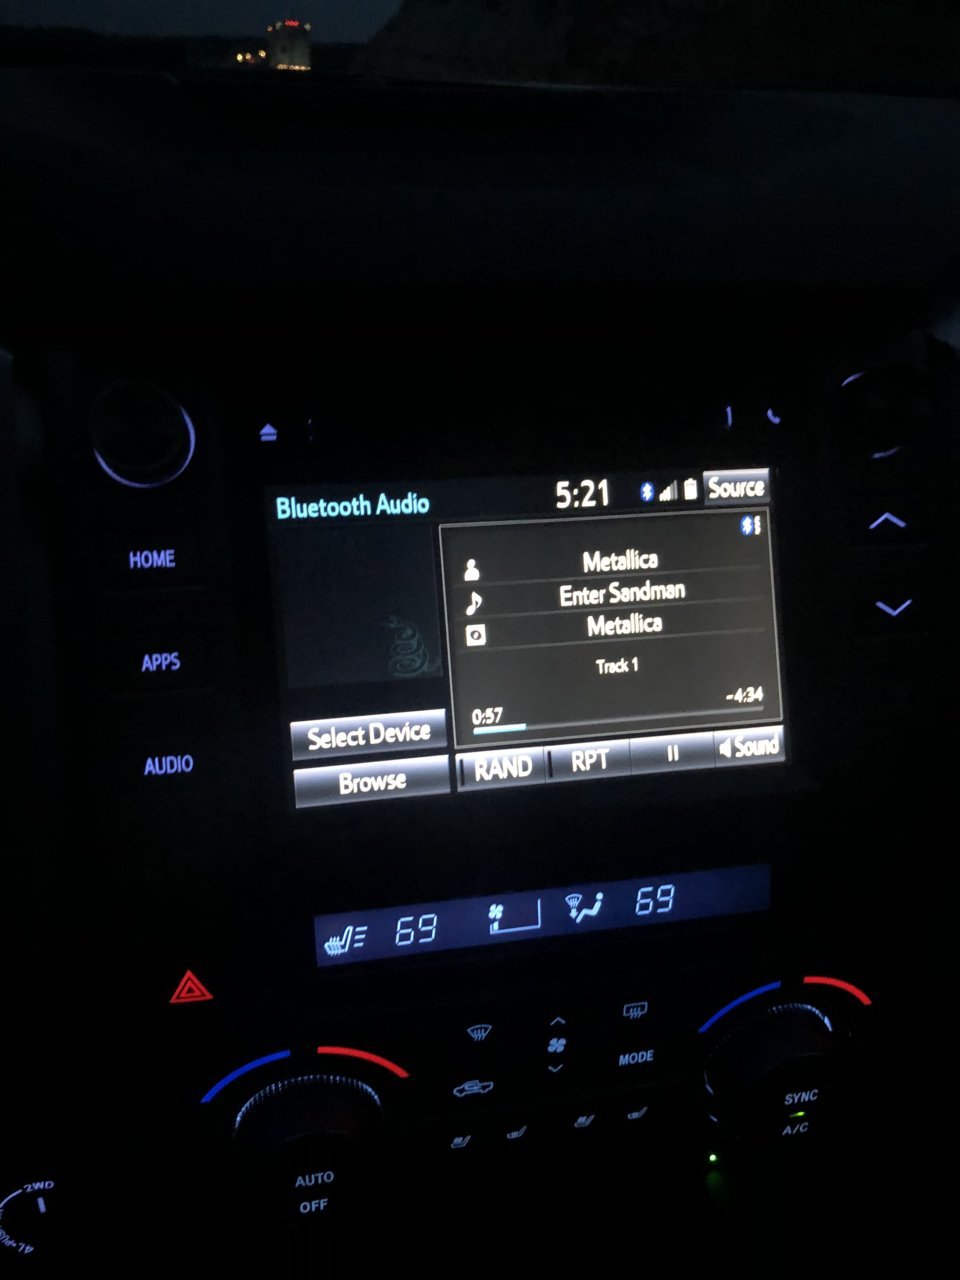 Bluetooth Audio
5:21
Source
HOME
Metallica
Enter Sandman
Metallica
APPS
Track 1
0:57
-4:34
Select Device
AUDIO
Browse
RAND
RPT
Sound
69
69
MODE
SYNC
A/C
AUTO
OFF
2WD